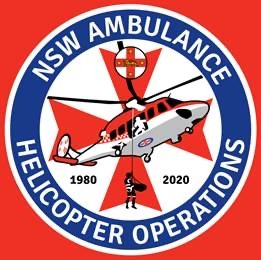 NSW AMBULANCE
1980 2020
HELICOPTER OPERATIONS